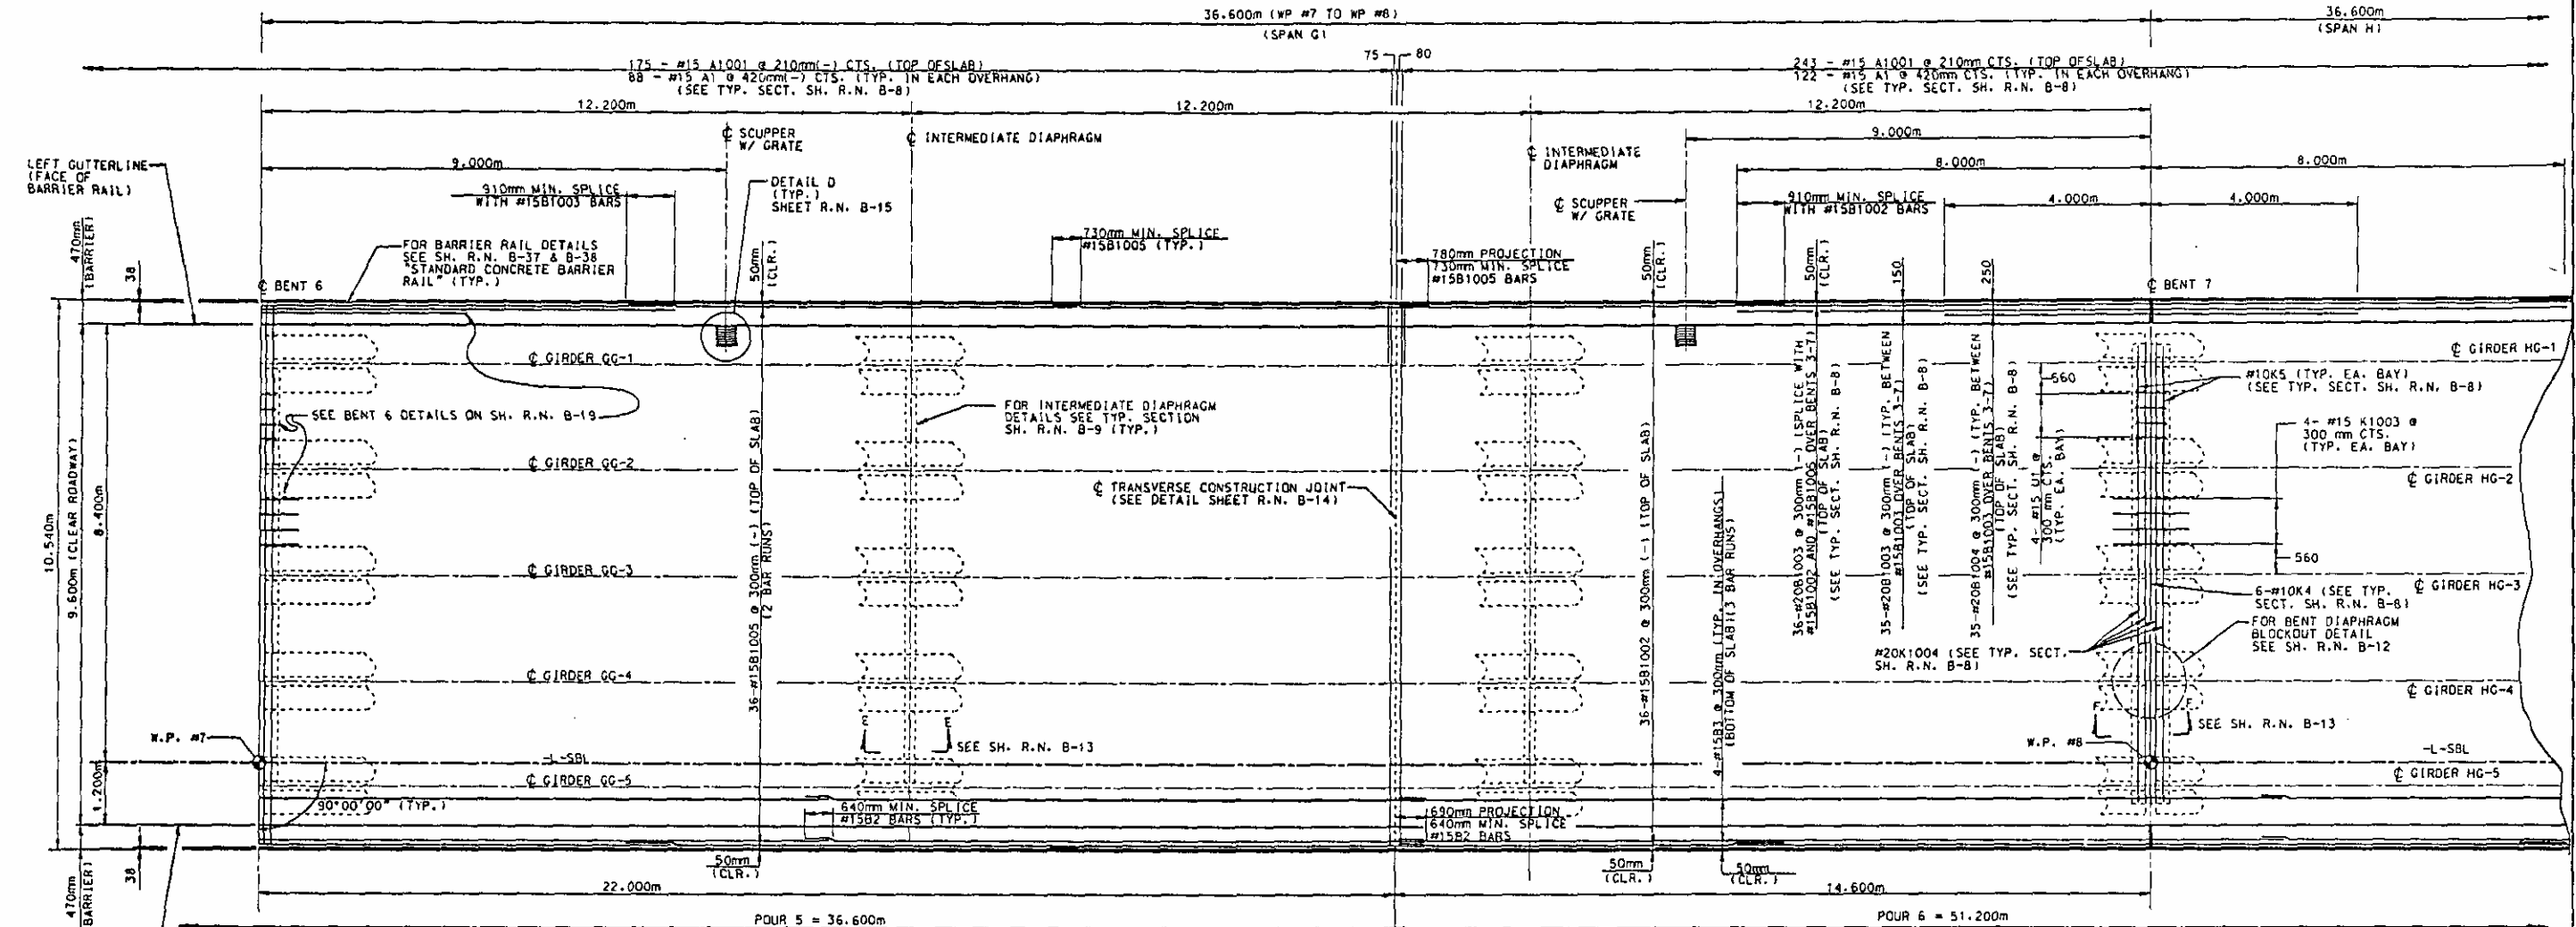 36.600m (WP #7 TO WP #8)
(SPAN G)
36.600m
(SPAN H)
175 - #15 A1001 @ 210mm(-) CTS. (TOP OFSLAB)
88 - #15 A1 @ 420mm(-) CTS. (TYP. IN EACH OVERHANG)
(SEE TYP. SECT. SH. R.N. B-8)
75
80
243 - #15 A1001 @ 210mm CTS. (TOP OFSLAB)
122 - #15 A1 @ 420mm CTS. (TYP. IN EACH OVERHANG)
(SEE TYP. SECT. SH. R.N. B-8)
12.200m
12.200m
12.200m
℄ SCUPPER
W/ GRATE
℄ INTERMEDIATE DIAPHRAGM
℄ INTERMEDIATE
DIAPHRAGM
9.000m
LEFT GUTTERLINE
(FACE OF
BARRIER RAIL)
9.000m
8.000m
8.000m
910mm MIN. SPLICE
WITH #15B1003 BARS
DETAIL D
(TYP.)
SHEET R.N. B-15
℄ SCUPPER
W/ GRATE
910mm MIN. SPLICE
WITH #15B1002 BARS
4.000m
4.000m
470mm
(BARRIER)
38
FOR BARRIER RAIL DETAILS
SEE SH. R.N. B-37 & B-38
"STANDARD CONCRETE BARRIER
RAIL" (TYP.)
50mm
(CLR.)
730mm MIN. SPLICE
#15B1005 (TYP.)
780mm PROJECTION
730mm MIN. SPLICE
#15B1005 BARS
50mm
(CLR.)
50mm
(CLR.)
150
250
℄ BENT 6
℄ BENT 7
℄ GIRDER GG-1
℄ GIRDER HG-1
560
#10K5 (TYP. EA. BAY)
(SEE TYP. SECT. SH. R.N. B-8)
SEE BENT 6 DETAILS ON SH. R.N. B-19
FOR INTERMEDIATE DIAPHRAGM
DETAILS SEE TYP. SECTION
SH. R.N. B-9 (TYP.)
4- #15 K1003 @
300 mm CTS.
(TYP. EA. BAY)
℄ GIRDER GG-2
℄ GIRDER HG-2
℄ TRANSVERSE CONSTRUCTION JOINT
(SEE DETAIL SHEET R.N. B-14)
10.540m
9.600m (CLEAR ROADWAY)
8.400m
36-#15B1005 @ 300mm (-) (TOP OF SLAB)
(2 BAR RUNS)
36-#15B1002 @ 300mm (-) (TOP OF SLAB)
4-#15B3 @ 300mm (TYP. IN OVERHANGS)
(BOTTOM OF SLAB)(3 BAR RUNS)
36-#20B1003 @ 300mm (-) (SPLICE WITH
#15B1002 AND #15B1005 OVER BENTS 3-7)
(TOP OF SLAB)
(SEE TYP. SECT. SH. R.N. B-8)
35-#20B1003 @ 300mm (-) (TYP. BETWEEN
#15B1003 OVER BENTS 3-7)
(TOP OF SLAB)
(SEE TYP. SECT. SH. R.N. B-8)
35-#20B1004 @ 300mm (-) (TYP. BETWEEN
#15B1003 OVER BENTS 3-7)
(TOP OF SLAB)
(SEE TYP. SECT. SH. R.N. B-8)
300 mm CTS.
(TYP. EA. BAY)
560
℄ GIRDER GG-3
℄ GIRDER HG-3
6-#10K4 (SEE TYP.
SECT. SH. R.N. B-8)
FOR BENT DIAPHRAGM
BLOCKOUT DETAIL
SEE SH. R.N. B-12
#20K1004 (SEE TYP. SECT.
SH. R.N. B-8)
℄ GIRDER GG-4
℄ GIRDER HG-4
E
E
SEE SH. R.N. B-13
F
F
SEE SH. R.N. B-13
W.P. #7
W.P. #8
-L-SBL
-L-SBL
℄ GIRDER GG-5
℄ GIRDER HG-5
1.200m
90°00'00" (TYP.)
640mm MIN. SPLICE
#15B2 BARS (TYP.)
690mm PROJECTION
640mm MIN. SPLICE
#15B2 BARS
38
470mm
BARRIER)
50mm
(CLR.)
50mm
(CLR.)
50mm
(CLR.)
22.000m
14.600m
POUR 5 = 36.600m
POUR 6 = 51.200m